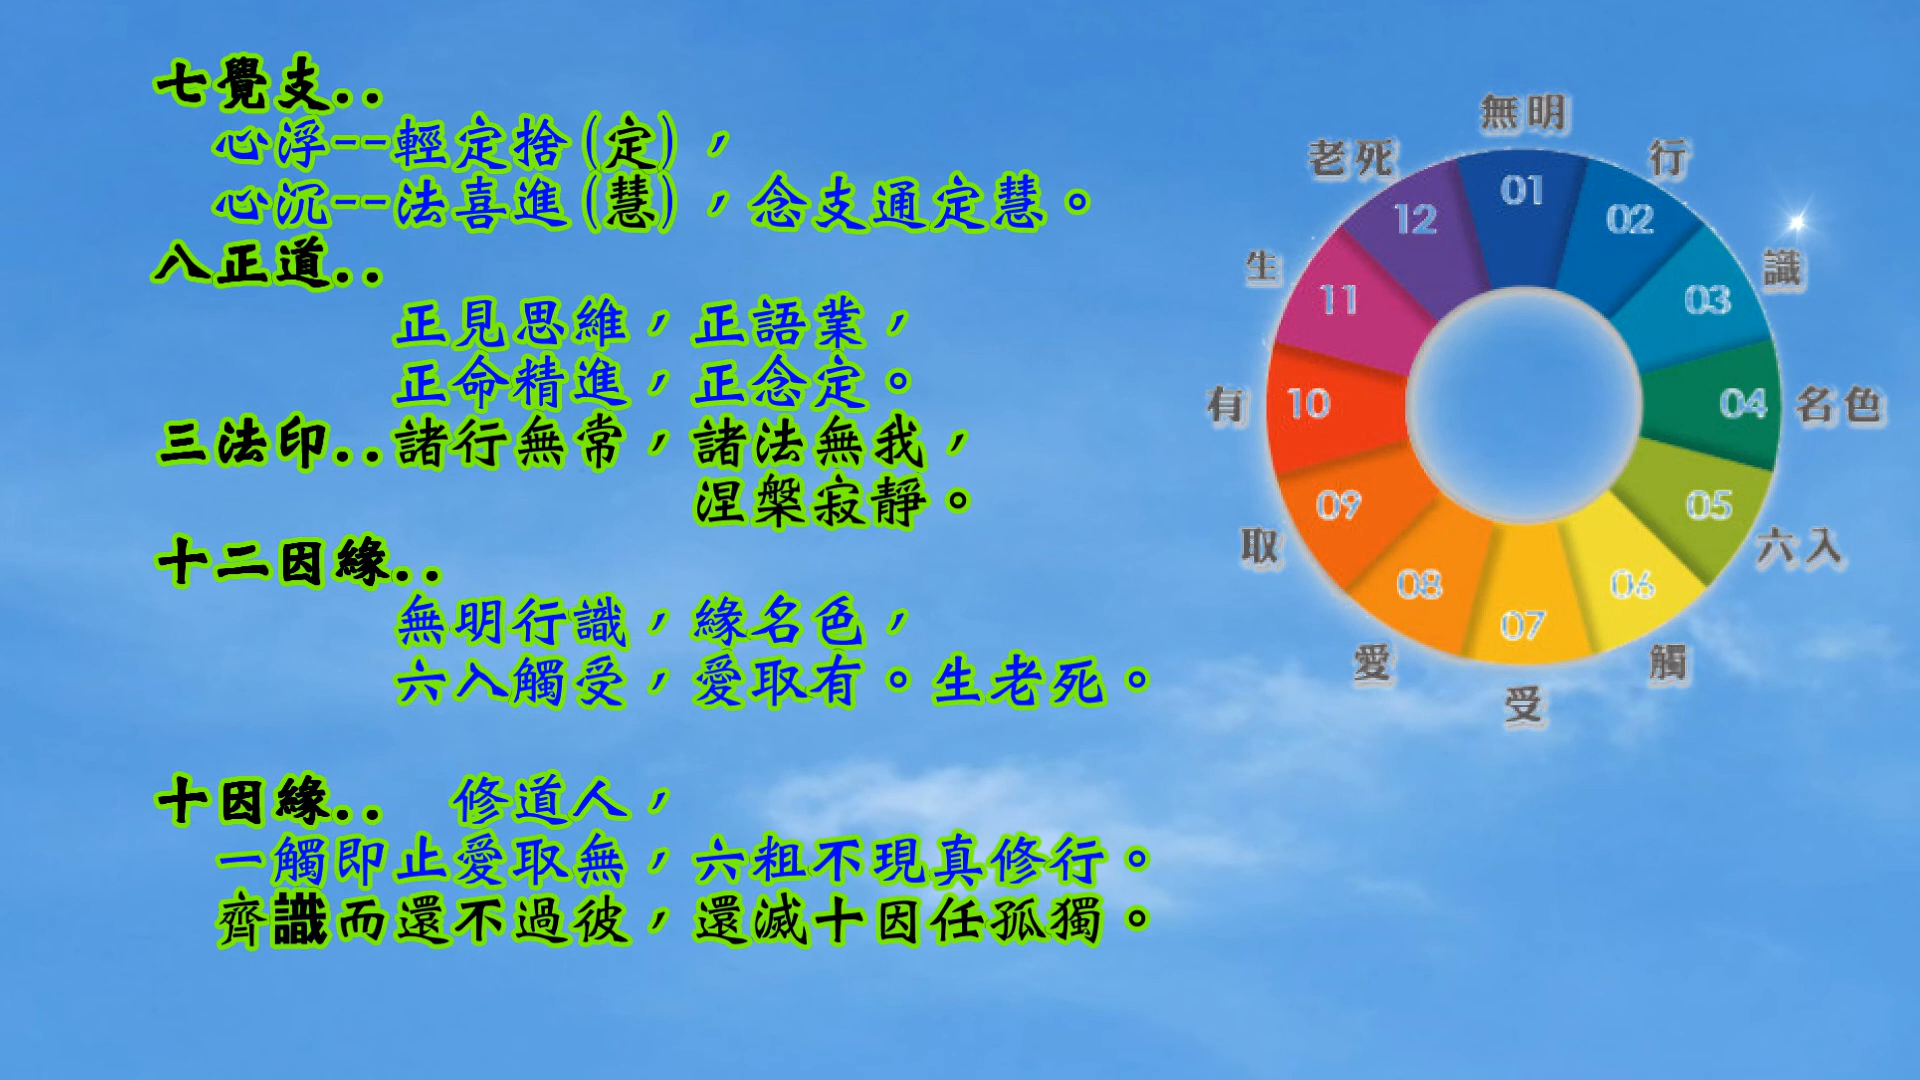 七覺支..
心浮--輕定捨(定)，
心沉--法喜進(慧)，念支通定慧。
八正道..
正見思維，正語業，
正命精進，正念定。
三法印..諸行無常，諸法無我，
涅槃寂靜。
十二因緣..
無明行識，緣名色，
六入觸受，愛取有。生老死。
十因緣.. 修道人，
一觸即止愛取無，六粗不現真修行。
齊識而還不過彼，還滅十因任孤獨。
無明
01
行
02
識
03
名色
04
六入
05
觸
06
受
07
愛
08
取
09
有
10
生
11
老死
12